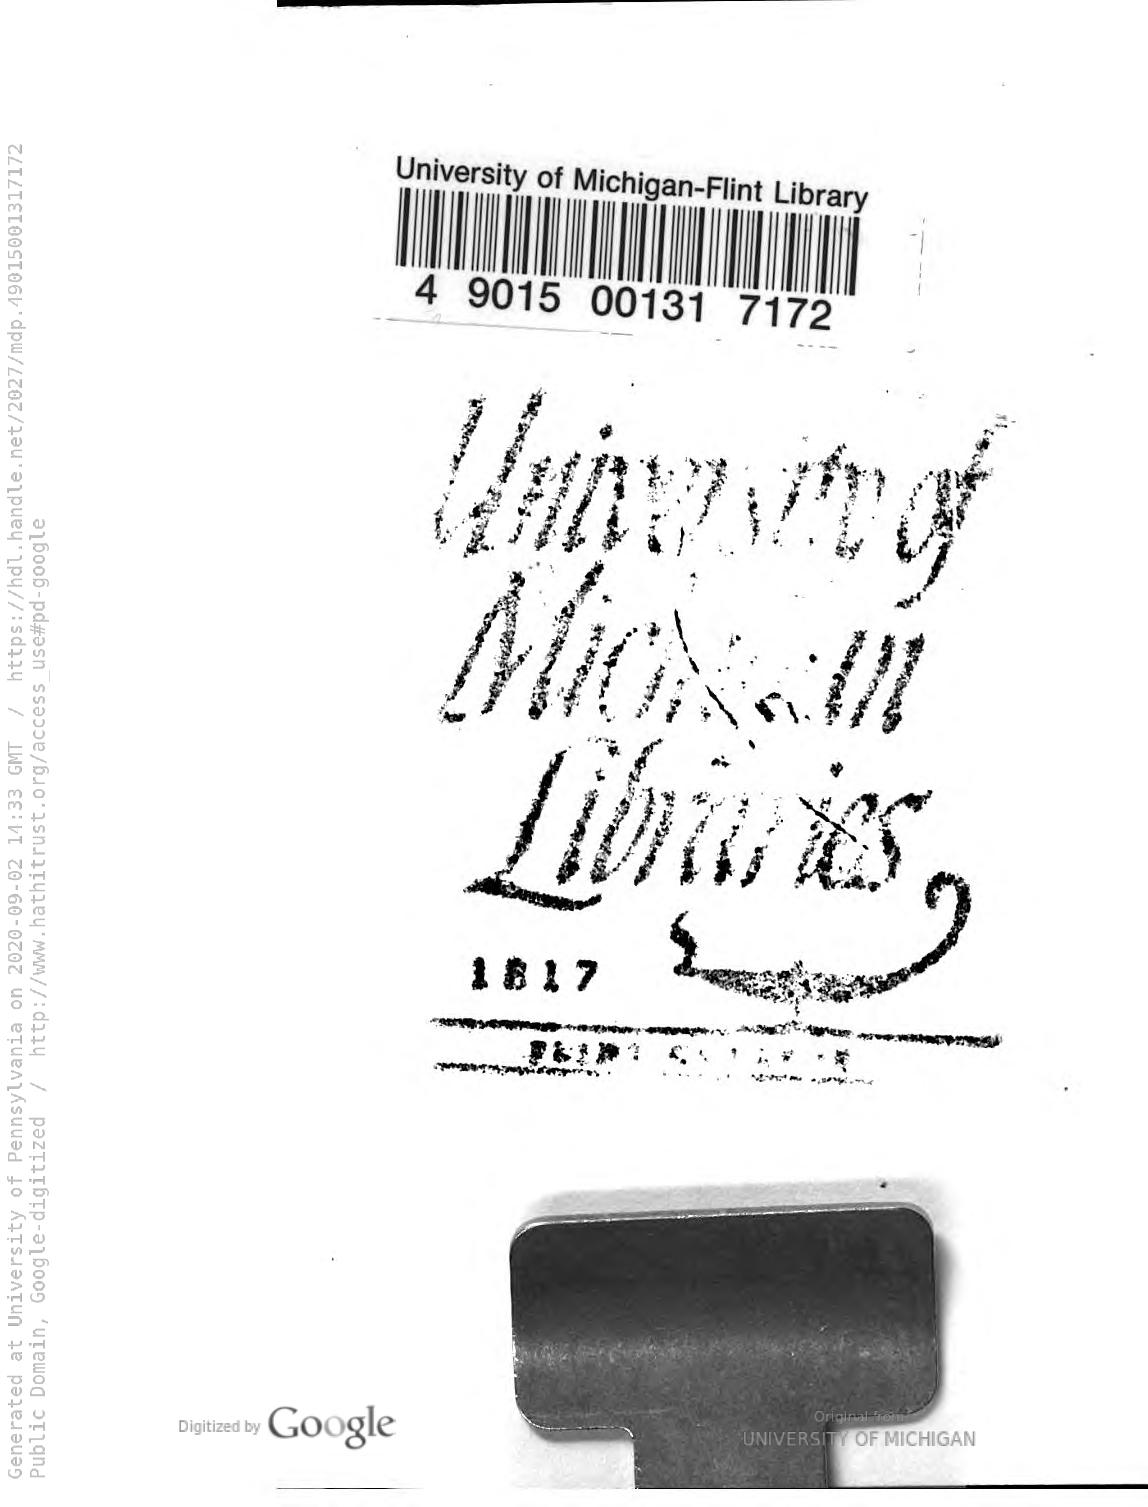 University of Michigan-Flint Library
4 9015 00131 7172
University of
Michigan
Libraries
1817
Digitized by Google
Original from
UNIVERSITY OF MICHIGAN
Generated at University of Pennsylvania on 2020-09-02 14:33 GMT / https://hdl.handle.net/2027/mdp.49015001317172
Public Domain, Google-digitized / http://www.hathitrust.org/access_use#pd-google